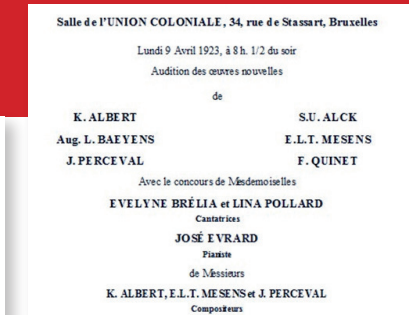 Salle de l'UNION COLONIALE, 34, rue de Stassart, Bruxelles
Lundi 9 Avril 1923, à 8 h. 1/2 du soir
Audition des œuvres nouvelles
de
K. ALBERT S.U. ALCK
Aug. L. BAEYENS E.L.T. MESENS
J. PERCEVAL F. QUINET
Avec le concours de Mesdemoiselles
EVELYNE BRÉLIA et LINA POLLARD
Cantatrices
JOSÉ EVRARD
Pianiste
de Messieurs
K. ALBERT, E.L.T. MESENS et J. PERCEVAL
Compositeurs